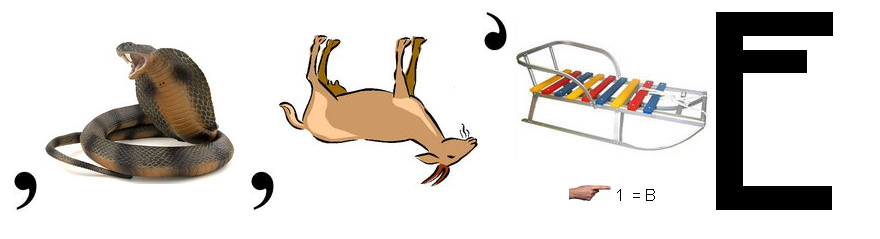 , , ’ E
1 = B